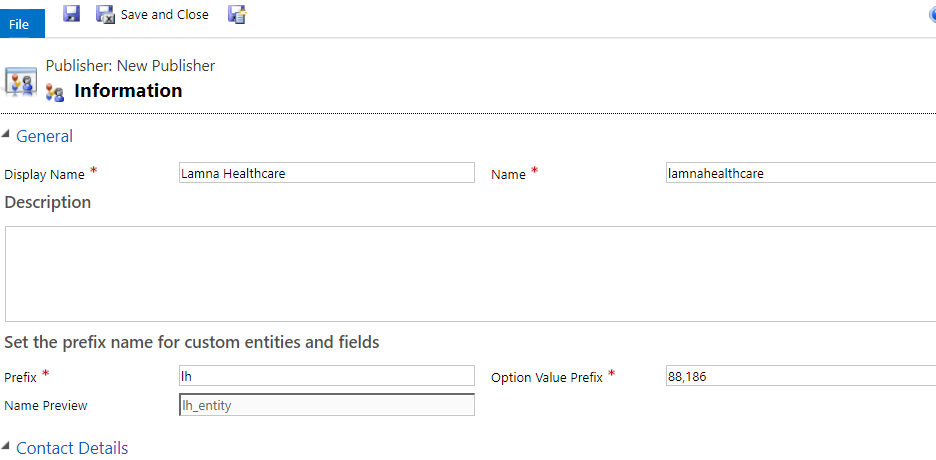 File Save and Close
Publisher: New Publisher
Information
General
Display Name * Lamna Healthcare Name * lamnahealthcare
Description
Set the prefix name for custom entities and fields
Prefix * lh Option Value Prefix * 88,186
Name Preview lh_entity
Contact Details